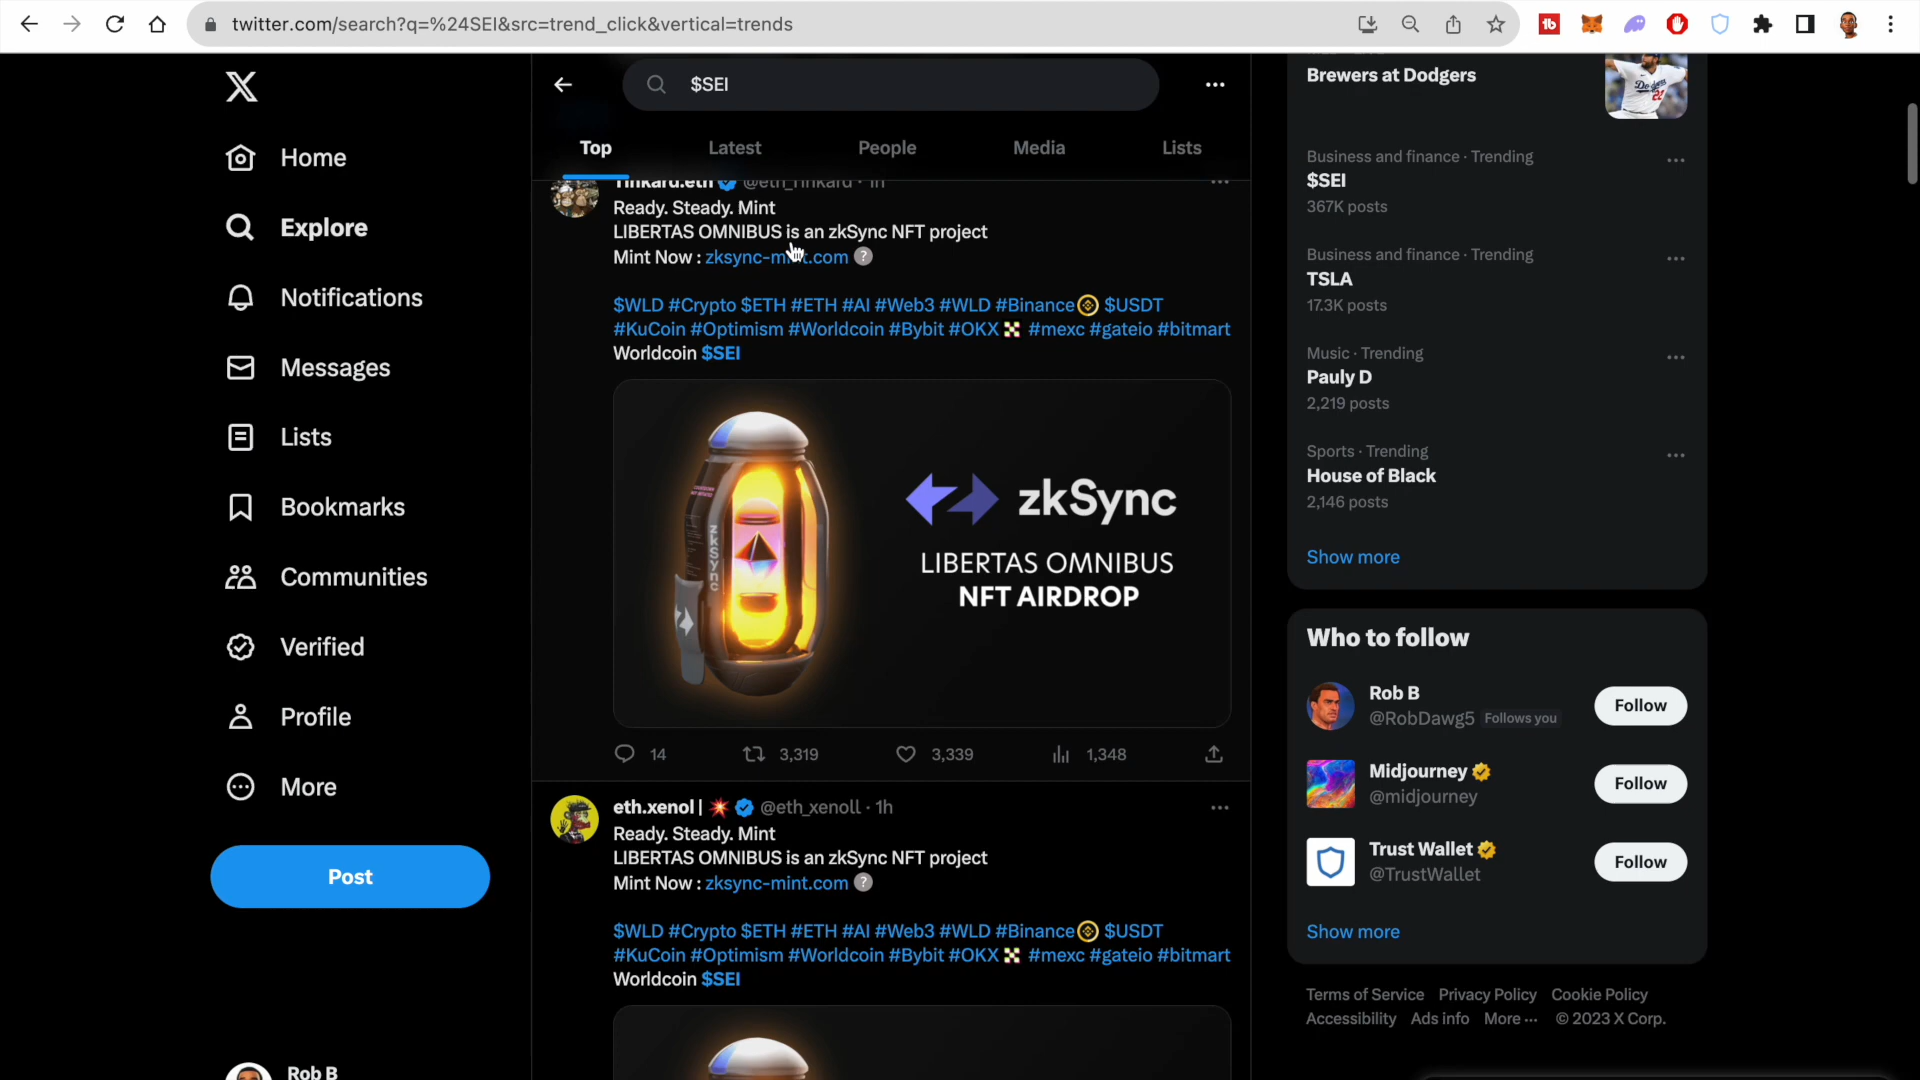 twitter.com/search?q=%24SEI&src=trend_click&vertical=trends
$SEI
Top
Latest
People
Media
Lists
Home
Explore
Notifications
Messages
Lists
Bookmarks
Communities
Verified
Profile
More
Post
Rob B
@eth_rinkard · 1h
Ready. Steady. Mint
LIBERTAS OMNIBUS is an zkSync NFT project
Mint Now : zksync-mint.com ?
$WLD #Crypto $ETH #ETH #AI #Web3 #WLD #Binance $USDT
#KuCoin #Optimism #Worldcoin #Bybit #OKX #mexc #gateio #bitmart
Worldcoin $SEI
zkSync
zkSync
LIBERTAS OMNIBUS
NFT AIRDROP
14
3,319
3,339
1,348
eth.xenol | @eth_xenoll · 1h
Ready. Steady. Mint
LIBERTAS OMNIBUS is an zkSync NFT project
Mint Now : zksync-mint.com ?
$WLD #Crypto $ETH #ETH #AI #Web3 #WLD #Binance $USDT
#KuCoin #Optimism #Worldcoin #Bybit #OKX #mexc #gateio #bitmart
Worldcoin $SEI
Brewers at Dodgers
Business and finance · Trending
$SEI
367K posts
Business and finance · Trending
TSLA
17.3K posts
Music · Trending
Pauly D
2,219 posts
Sports · Trending
House of Black
2,146 posts
Show more
Who to follow
Rob B
@RobDawg5 Follows you
Follow
Midjourney
@midjourney
Follow
Trust Wallet
@TrustWallet
Follow
Show more
Terms of Service Privacy Policy Cookie Policy
Accessibility Ads info More ··· © 2023 X Corp.